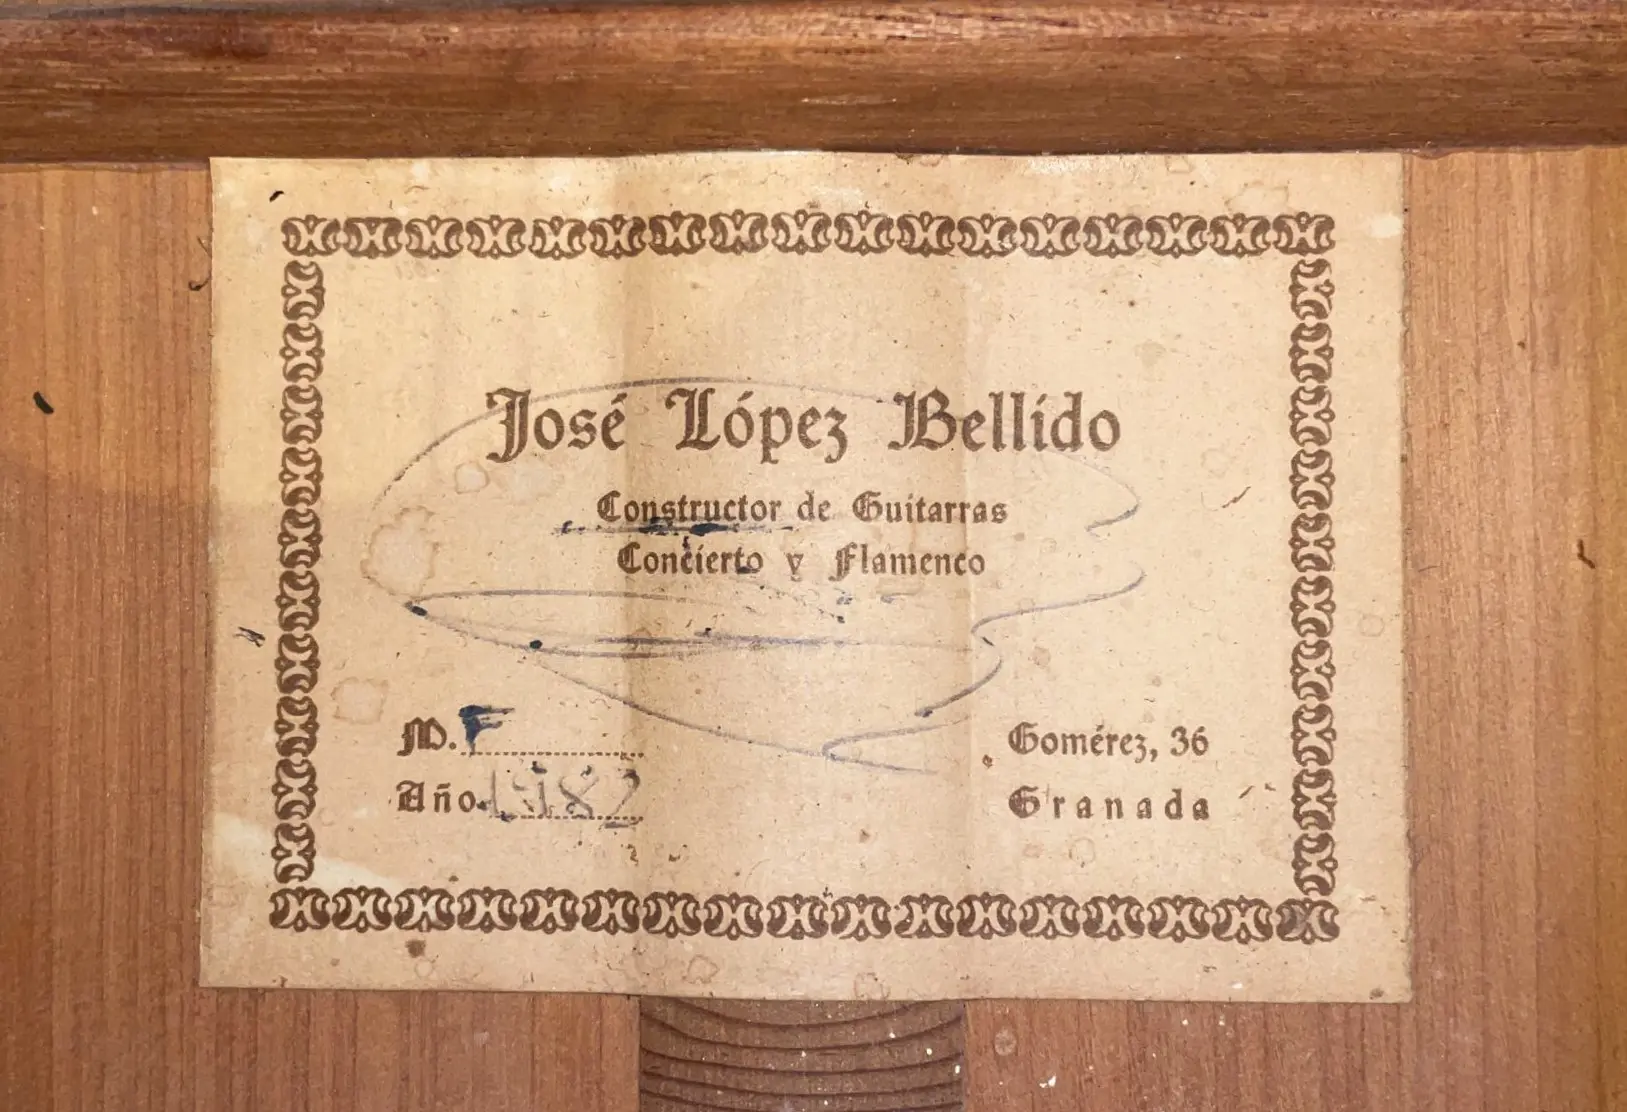 José López Bellido
Constructor de Guitarras
Concierto y Flamenco
M. F
Año 1982
Gomérez, 36
Granada